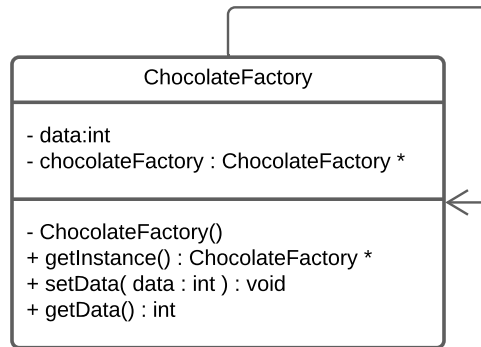 ChocolateFactory
- data:int
- chocolateFactory : ChocolateFactory *
- ChocolateFactory()
+ getInstance() : ChocolateFactory *
+ setData( data : int ) : void
+ getData() : int